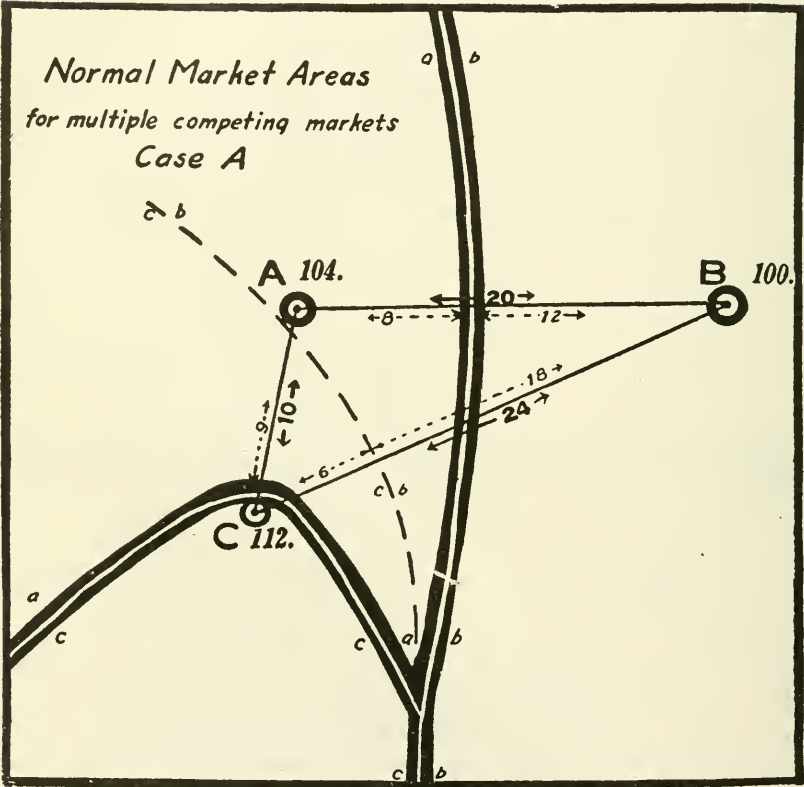 Normal Market Areas
for multiple competing markets
Case A
a b
c b
A 104.
B 100.
20
8
12
18
10
9
24
6
c b
C 112.
a
c
c
a
b
c b